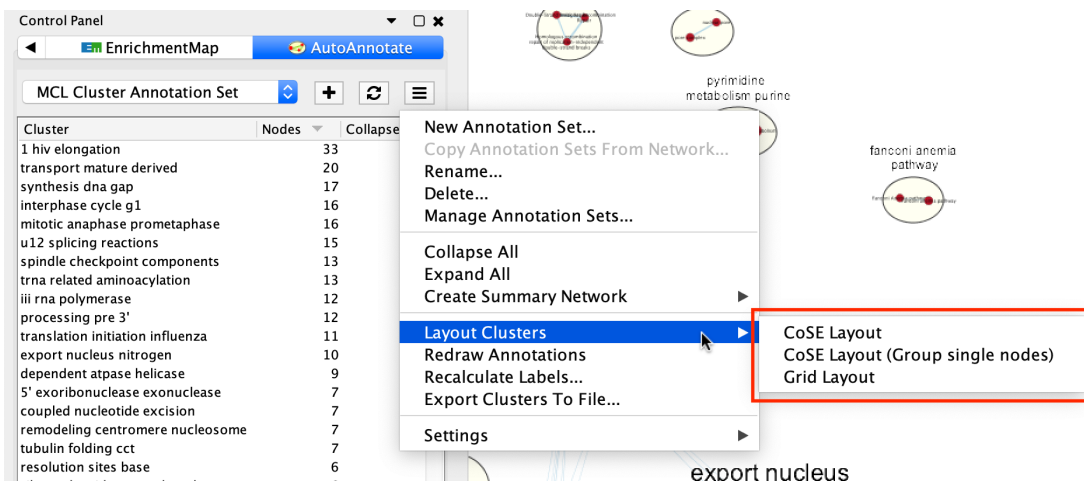 Control Panel
EnrichmentMap
AutoAnnotate
MCL Cluster Annotation Set
Cluster Nodes Collapse
1 hiv elongation 33
transport mature derived 20
synthesis dna gap 17
interphase cycle g1 16
mitotic anaphase prometaphase 16
u12 splicing reactions 15
spindle checkpoint components 13
trna related aminoacylation 13
iii rna polymerase 12
processing pre 3' 12
translation initiation influenza 11
export nucleus nitrogen 10
dependent atpase helicase 9
5' exoribonuclease exonuclease 7
coupled nucleotide excision 7
remodeling centromere nucleosome 7
tubulin folding cct 7
resolution sites base 6
New Annotation Set...
Copy Annotation Sets From Network...
Rename...
Delete...
Manage Annotation Sets...
Collapse All
Expand All
Create Summary Network
Layout Clusters
Redraw Annotations
Recalculate Labels...
Export Clusters To File...
Settings
CoSE Layout
CoSE Layout (Group single nodes)
Grid Layout
pyrimidine
metabolism purine
fanconi anemia
pathway
export nucleus